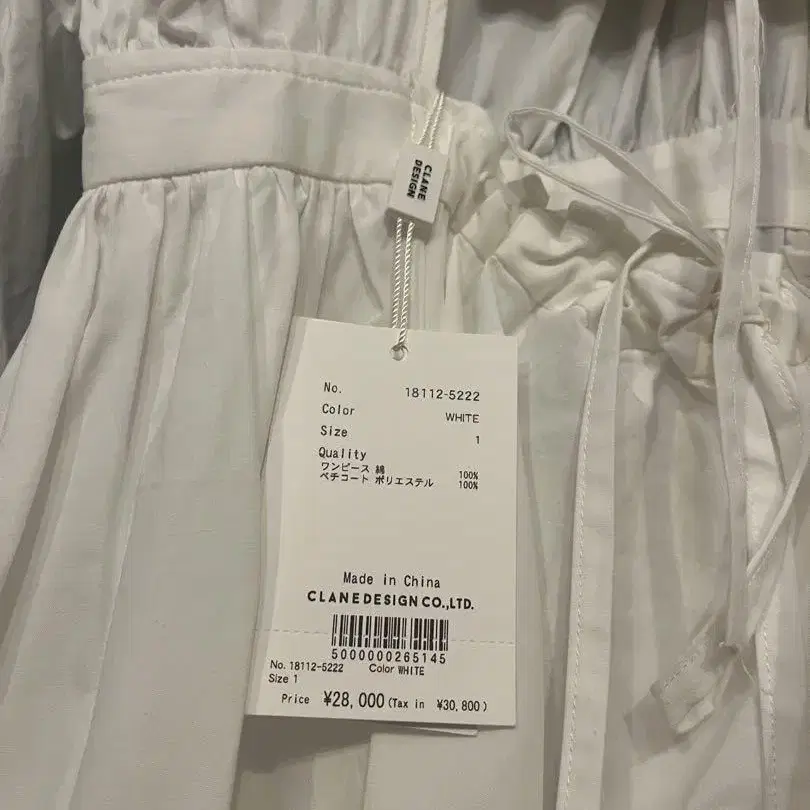 CLANE
DESIGN
No. 18112-5222
Color WHITE
Size 1
Quality
ワンピース 綿 100%
ペチコート ポリエステル 100%
Made in China
CLANEDESIGN CO.,LTD.
5000000265145
No. 18112-5222 Color WHITE
Size 1
Price ¥28,000 (Tax in ¥30,800)